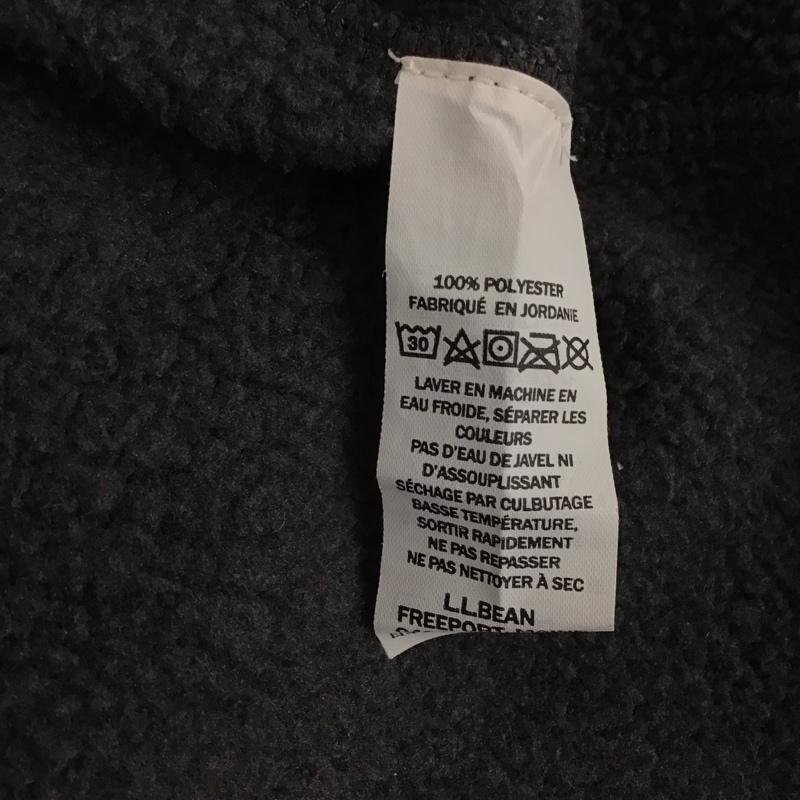 100% POLYESTER
FABRIQUÉ EN JORDANIE
30
LAVER EN MACHINE EN
EAU FROIDE, SÉPARER LES
COULEURS
PAS D'EAU DE JAVEL NI
D'ASSOUPLISSANT
SÉCHAGE PAR CULBUTAGE
BASSE TEMPÉRATURE,
SORTIR RAPIDEMENT
NE PAS REPASSER
NE PAS NETTOYER À SEC
L.L.BEAN
FREEPORT